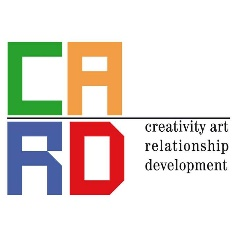 CA
RD
creativity art
relationship
development